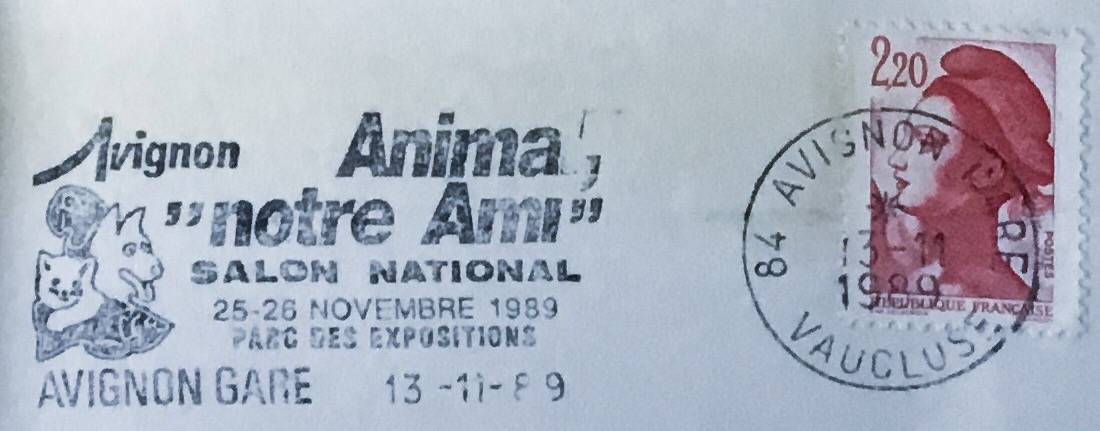 Avignon Animal,
"notre Ami"
SALON NATIONAL
25-26 NOVEMBRE 1989
PARC DES EXPOSITIONS
AVIGNON GARE 13-11-89
2,20
84 AVIGNON GARE
13-11
1989
VAUCLUSE
POSTES
RÉPUBLIQUE FRANÇAISE